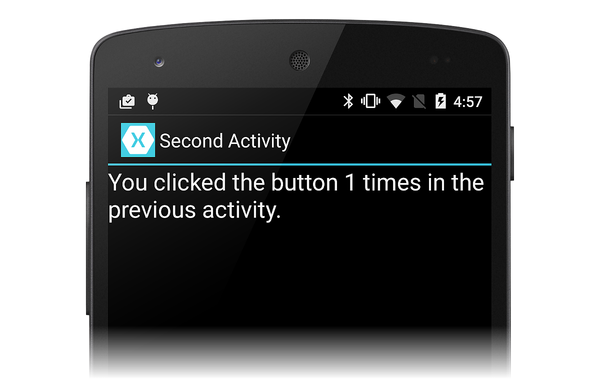 4:57
Second Activity
You clicked the button 1 times in the
previous activity.